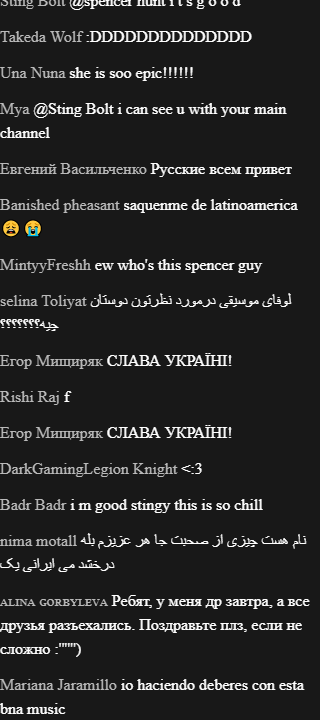 Sting Bolt @spencer hunt i t s g o o d
Takeda Wolf :DDDDDDDDDDDDDDD
Una Nuna she is soo epic!!!!!!
Mya @Sting Bolt i can see u with your main
channel
Евгений Васильченко Русские всем привет
Banished pheasant saquenme de latinoamerica
😩😭
MintyyFreshh ew who's this spencer guy
selina Toliyat لوفای موسیقی درمورد نظرتون دوستان
چیه؟؟؟؟؟؟؟
Егор Мищиряк СЛАВА УКРАЇНІ!
Rishi Raj f
Егор Мищиряк СЛАВА УКРАЇНІ!
DarkGamingLegion Knight <:3
Badr Badr i m good stingy this is so chill
nima motall نام هست چیزی از صحبت جا هر عزیزم بله
درخشد می ایرانی یک
ᴀʟɪɴᴀ ɢᴏʀʙʏʟᴇᴠᴀ Ребят, у меня др завтра, а все
друзья разъехались. Поздравьте плз, если не
сложно :'""')
Mariana Jaramillo io haciendo deberes con esta
bna music